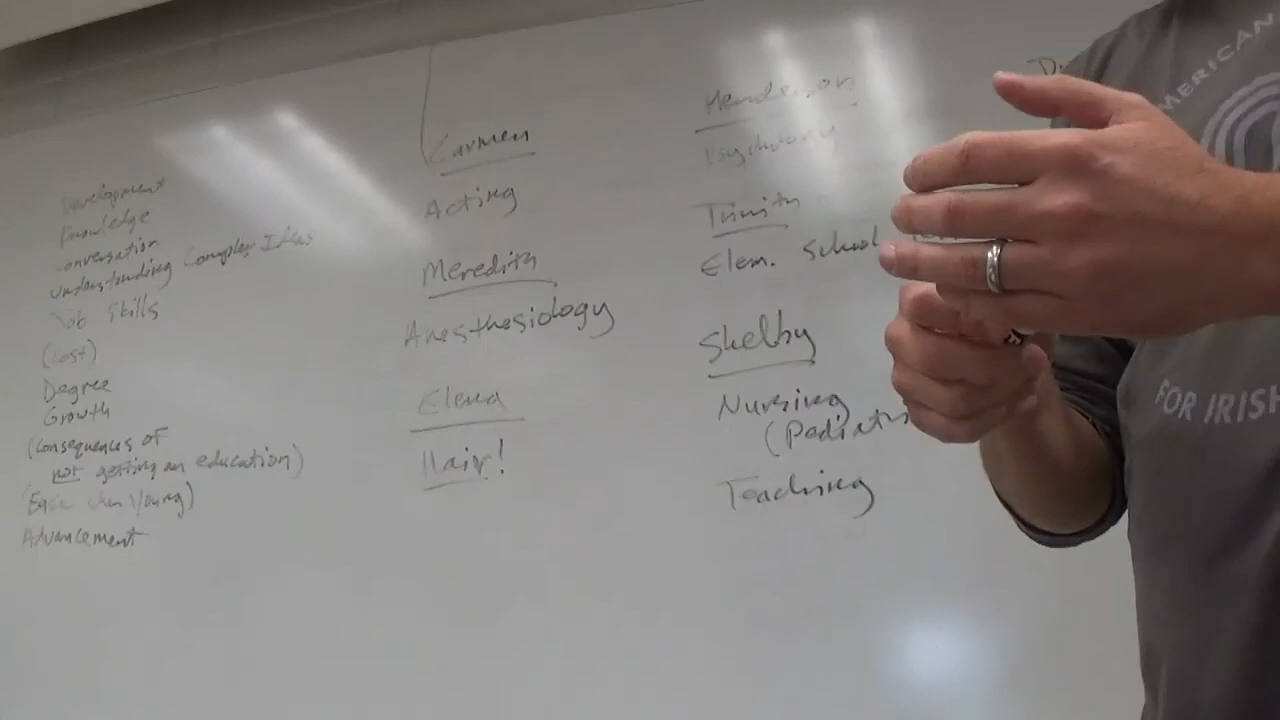 Development
Knowledge
Conversation
Understanding Complex Ideas
Job Skills
(Cost)
Degree
Growth
(Consequences of
not getting an education)
(Easier when young)
Advancement
Carmen
Acting
Meredith
Anesthesiology
Elena
Hair!
Henderson
Psychology
Trinity
Elem. School
Shelby
Nursing
(Pediatr
Teaching
MERICAN
FOR IRISH